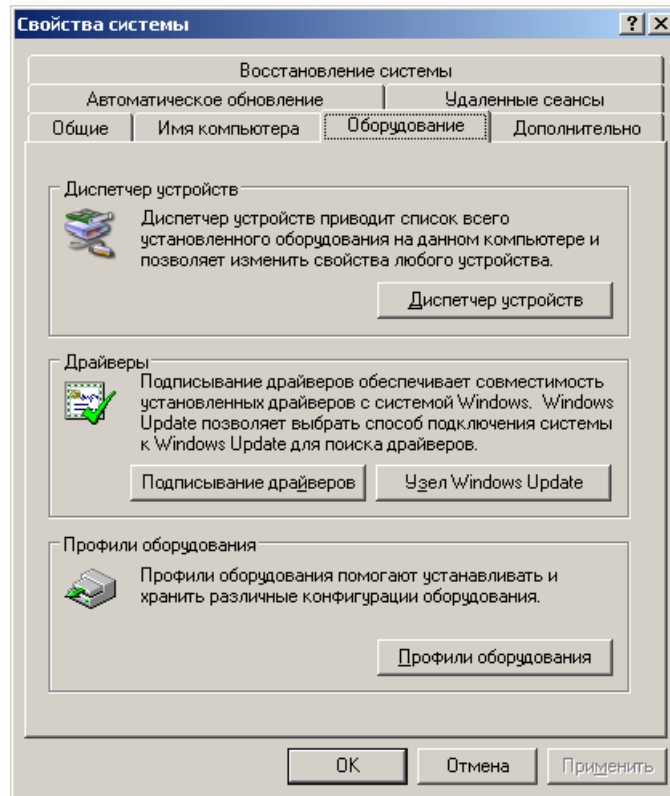 Свойства системы
Восстановление системы
Автоматическое обновление
Удаленные сеансы
Общие
Имя компьютера
Оборудование
Дополнительно
Диспетчер устройств
Диспетчер устройств приводит список всего
установленного оборудования на данном компьютере и
позволяет изменить свойства любого устройства.
Диспетчер устройств
Драйверы
Подписывание драйверов обеспечивает совместимость
установленных драйверов с системой Windows. Windows
Update позволяет выбрать способ подключения системы
к Windows Update для поиска драйверов.
Подписывание драйверов
Узел Windows Update
Профили оборудования
Профили оборудования помогают устанавливать и
хранить различные конфигурации оборудования.
Профили оборудования
OK
Отмена
Применить